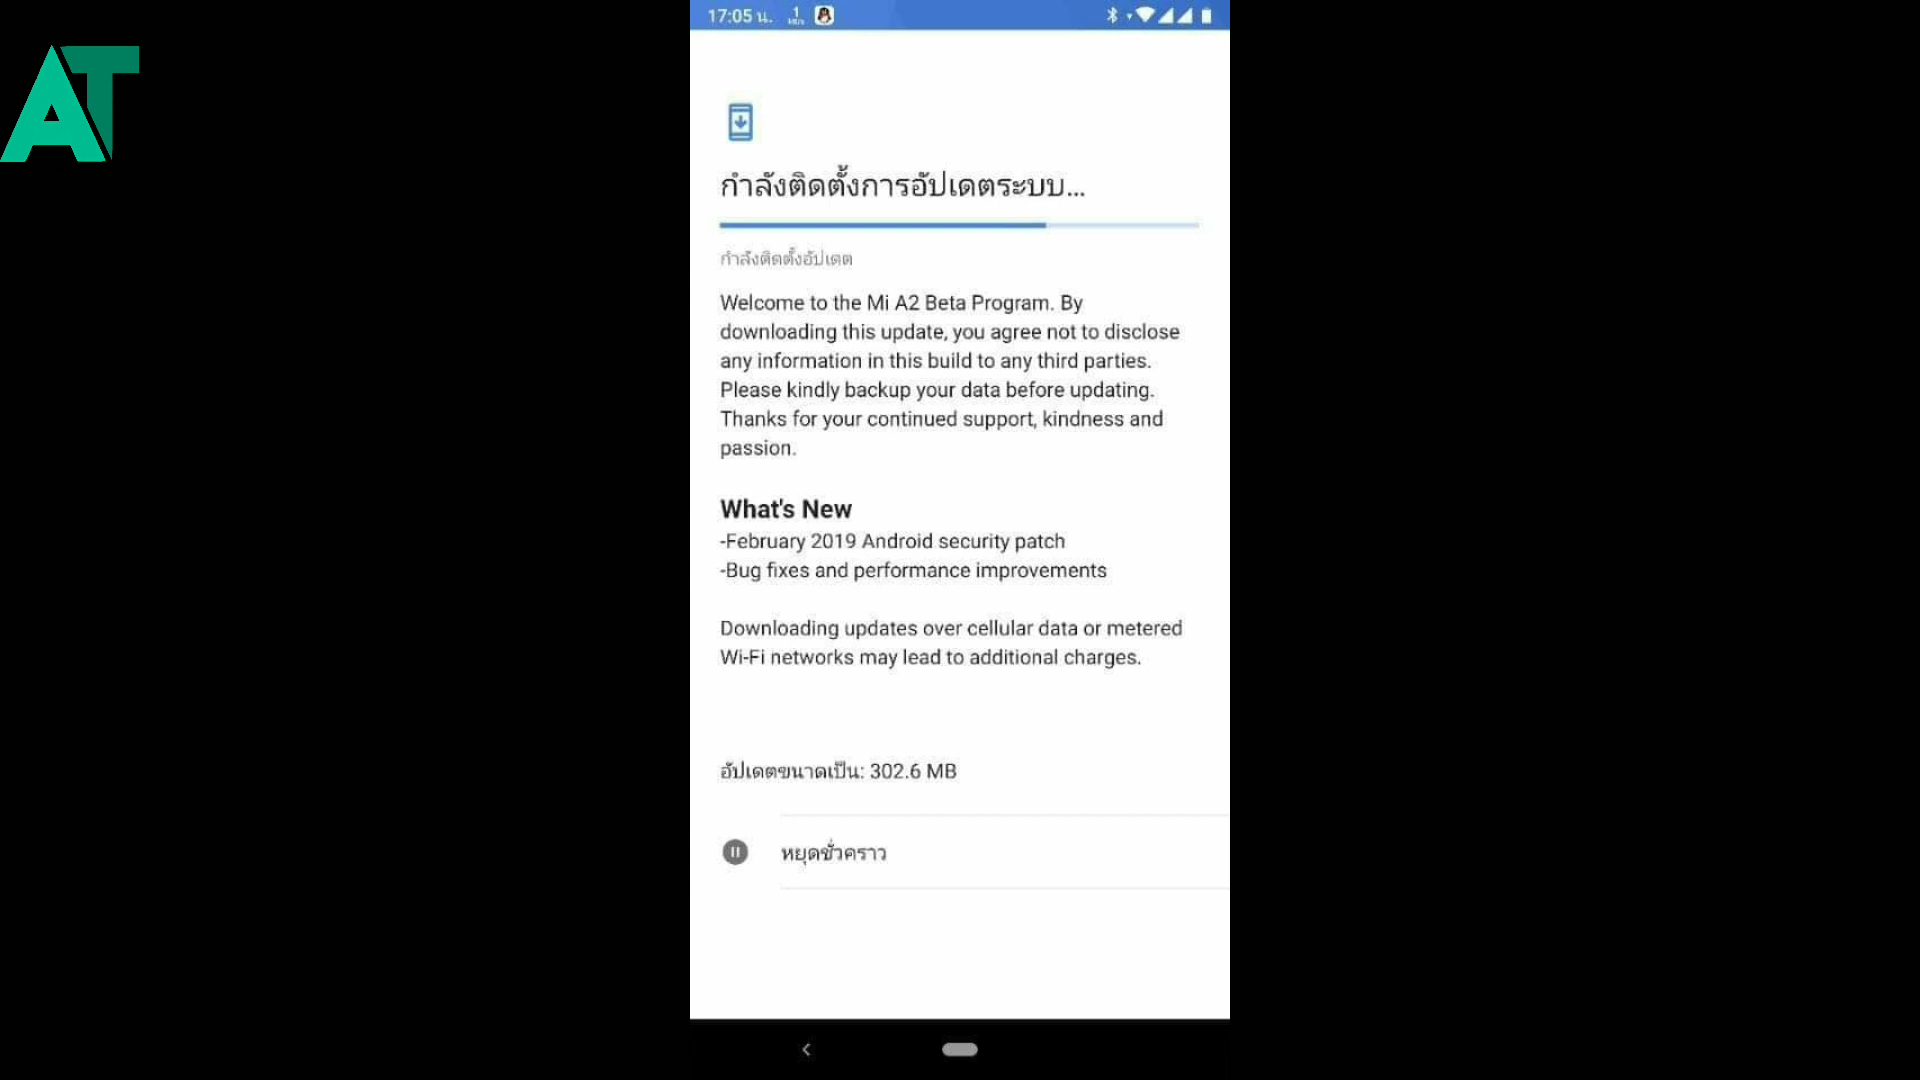 AT
17:05 น.
กำลังติดตั้งการอัปเดตระบบ...
กำลังติดตั้งอัปเดต
Welcome to the Mi A2 Beta Program. By
downloading this update, you agree not to disclose
any information in this build to any third parties.
Please kindly backup your data before updating.
Thanks for your continued support, kindness and
passion.
What's New
-February 2019 Android security patch
-Bug fixes and performance improvements
Downloading updates over cellular data or metered
Wi-Fi networks may lead to additional charges.
อัปเดตขนาดเป็น: 302.6 MB
หยุดชั่วคราว